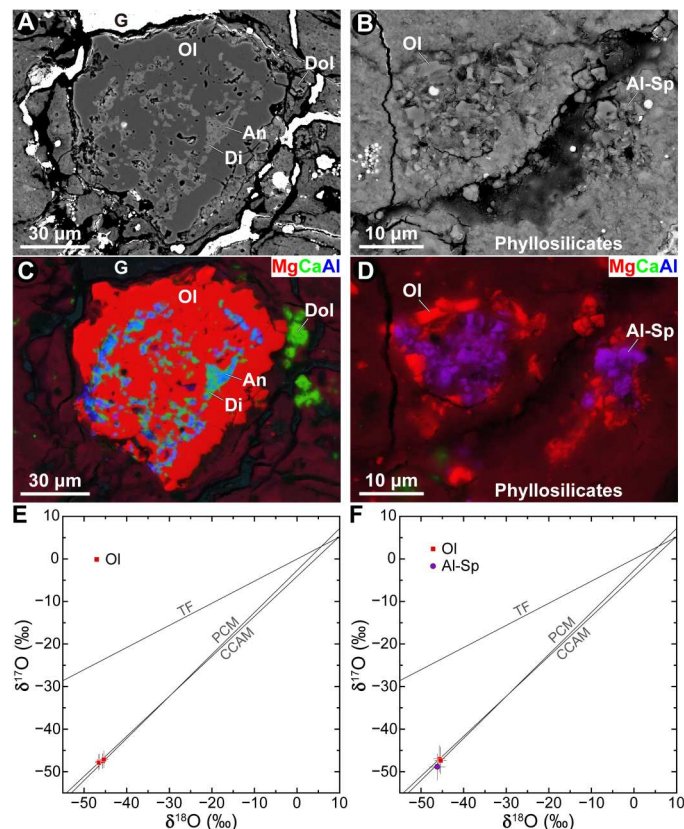 A
G
Ol
Dol
An
Di
30 μm
B
Ol
Al-Sp
10 μm
Phyllosilicates
C
G
MgCaAl
Ol
Dol
An
Di
30 μm
D
MgCaAl
Ol
Al-Sp
10 μm
Phyllosilicates
E
Ol
TF
PCM
CCAM
10
0
−10
−20
−30
−40
−50
δ17O (‰)
−50 −40 −30 −20 −10 0 10
δ18O (‰)
F
Ol
Al-Sp
TF
PCM
CCAM
10
0
−10
−20
−30
−40
−50
δ17O (‰)
−50 −40 −30 −20 −10 0 10
δ18O (‰)